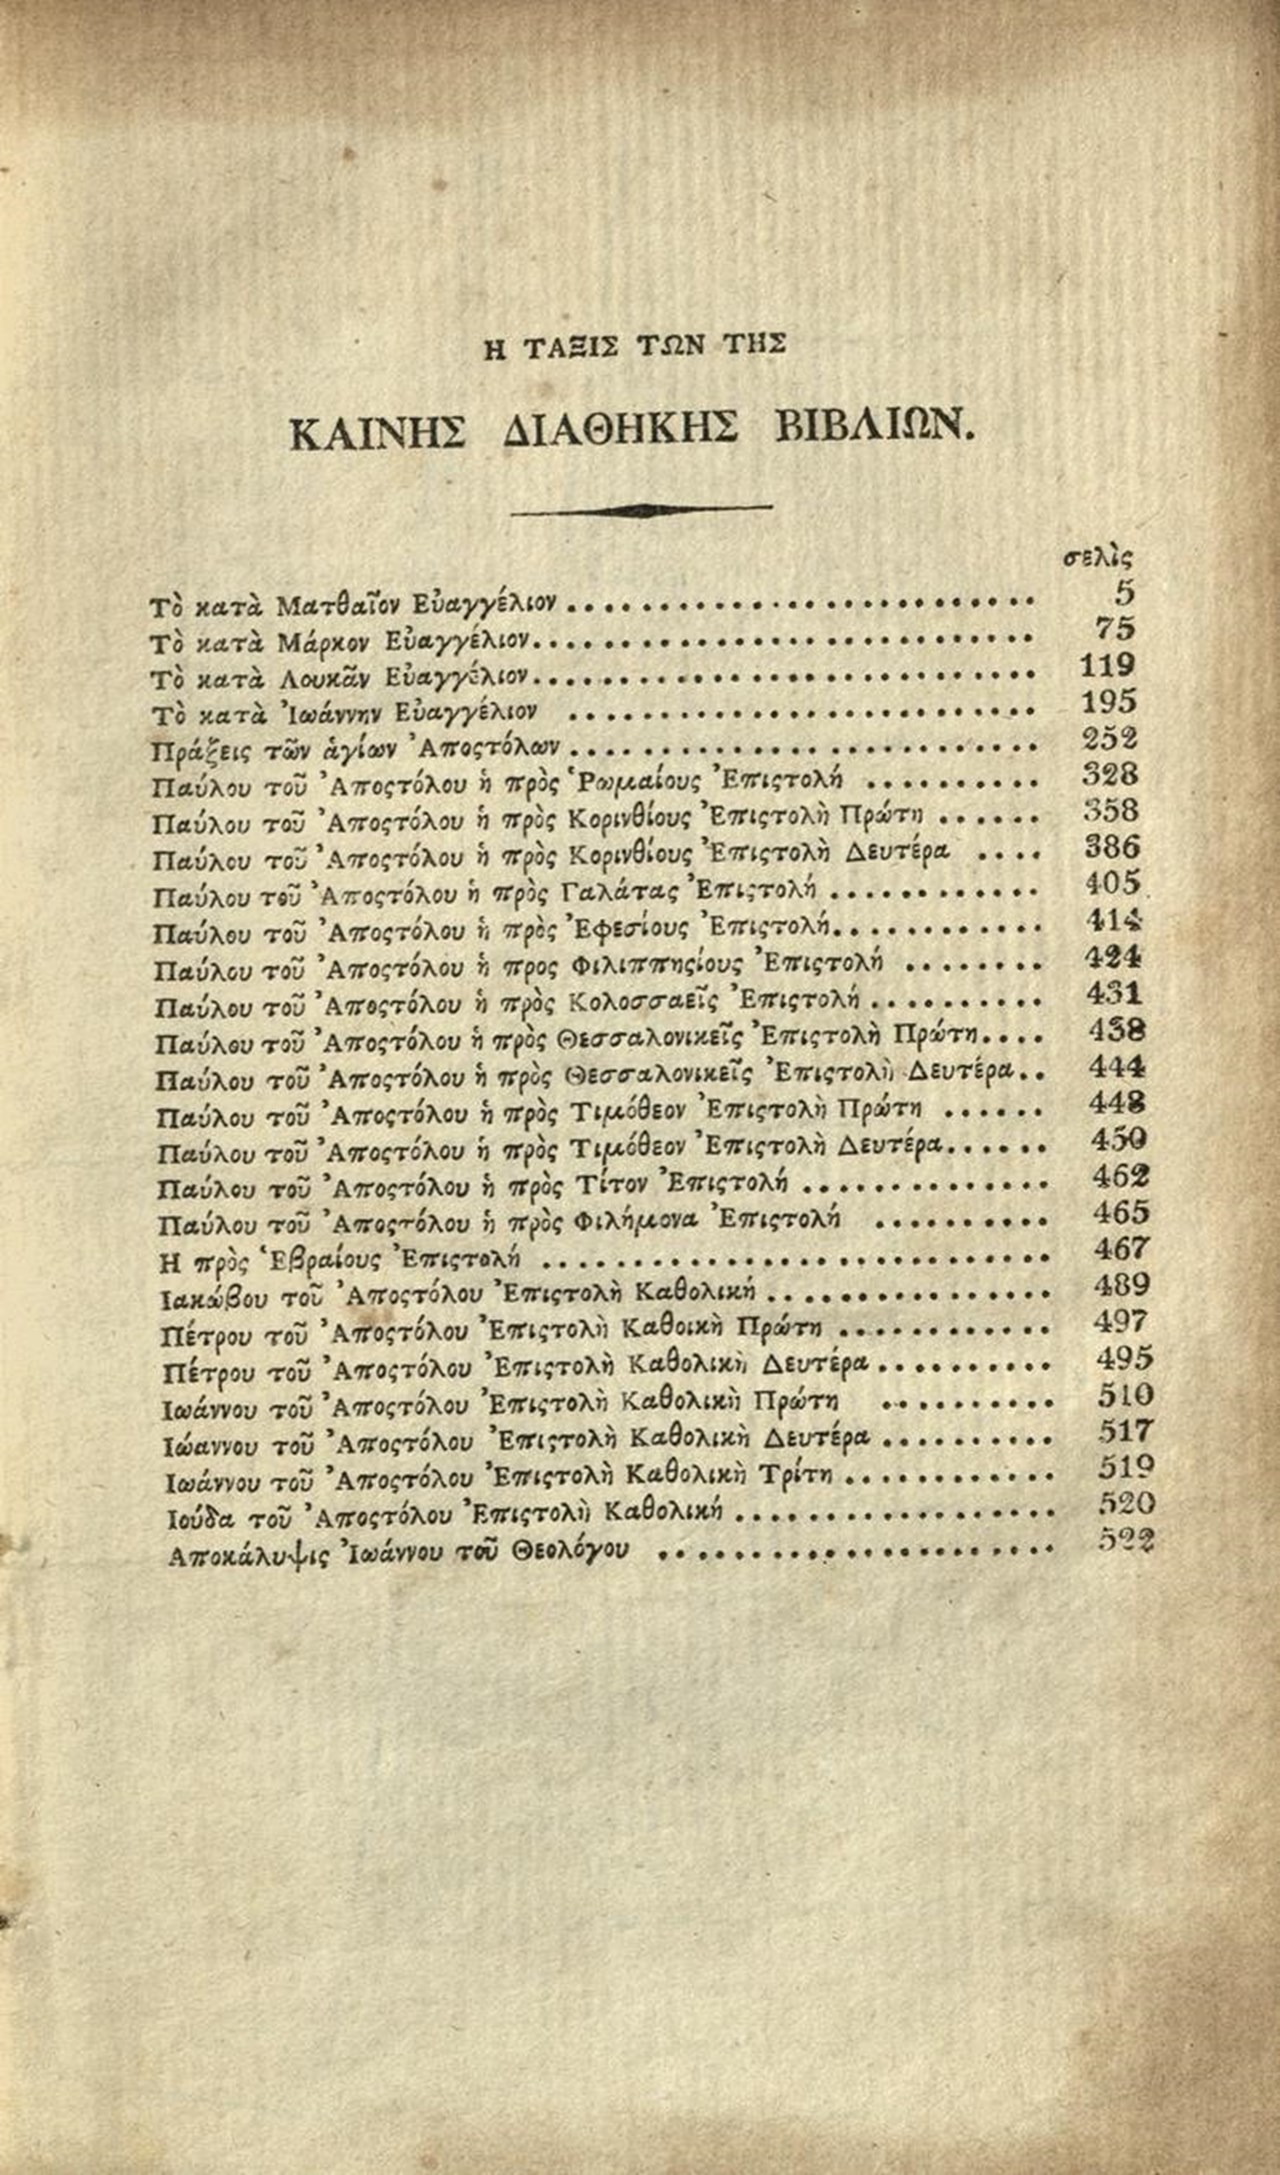 Η ΤΑΞΙΣ ΤΩΝ ΤΗΣ
ΚΑΙΝΗΣ ΔΙΑΘΗΚΗΣ ΒΙΒΛΙΩΝ.
σελὶς
Τὸ κατὰ Ματθαῖον Εὐαγγέλιον .......................... 5
Τὸ κατὰ Μάρκον Εὐαγγέλιον............................ 75
Τὸ κατὰ Λουκᾶν Εὐαγγέλιον............................ 119
Τὸ κατὰ Ἰωάννην Εὐαγγέλιον .......................... 195
Πράξεις τῶν ἁγίων Ἀποςτόλων .......................... 252
Παύλου τοῦ Ἀποςτόλου ἡ πρὸς Ῥωμαίους Ἐπιςτολή .......... 328
Παύλου τοῦ Ἀποςτόλου ἡ πρὸς Κορινθίους Ἐπιςτολὴ Πρώτη ...... 358
Παύλου τοῦ Ἀποςτόλου ἡ πρὸς Κορινθίους Ἐπιςτολὴ Δευτέρα .... 386
Παύλου τοῦ Ἀποςτόλου ἡ πρὸς Γαλάτας Ἐπιςτολή ............ 405
Παύλου τοῦ Ἀποςτόλου ἡ πρὸς Ἐφεσίους Ἐπιςτολή............ 414
Παύλου τοῦ Ἀποςτόλου ἡ προς Φιλιππησίους Ἐπιςτολή ........ 424
Παύλου τοῦ Ἀποςτόλου ἡ πρὸς Κολοσσαεῖς Ἐπιςτολή .......... 431
Παύλου τοῦ Ἀποςτόλου ἡ πρὸς Θεσσαλονικεῖς Ἐπιςτολὴ Πρώτη.... 438
Παύλου τοῦ Ἀποςτόλου ἡ πρὸς Θεσσαλονικεῖς Ἐπιςτολὴ Δευτέρα.. 444
Παύλου τοῦ Ἀποςτόλου ἡ πρὸς Τιμόθεον Ἐπιςτολὴ Πρώτη ...... 448
Παύλου τοῦ Ἀποςτόλου ἡ πρὸς Τιμόθεον Ἐπιςτολὴ Δευτέρα...... 450
Παύλου τοῦ Ἀποςτόλου ἡ πρὸς Τίτον Ἐπιςτολή .............. 462
Παύλου τοῦ Ἀποςτόλου ἡ πρὸς Φιλήμονα Ἐπιςτολή .......... 465
Η πρὸς Ἑβραίους Ἐπιςτολή ............................ 467
Ιακώβου τοῦ Ἀποςτόλου Ἐπιςτολὴ Καθολική ................ 489
Πέτρου τοῦ Ἀποςτόλου Ἐπιςτολὴ Καθοικὴ Πρώτη ............ 497
Πέτρου τοῦ Ἀποςτόλου Ἐπιςτολὴ Καθολικὴ Δευτέρα .......... 495
Ιωάννου τοῦ Ἀποςτόλου Ἐπιςτολὴ Καθολικὴ Πρώτη .......... 510
Ιώαννου τοῦ Ἀποςτόλου Ἐπιςτολὴ Καθολικὴ Δευτέρα .......... 517
Ιωάννου τοῦ Ἀποςτόλου Ἐπιςτολὴ Καθολικὴ Τρίτη ............ 519
Ιούδα τοῦ Ἀποςτόλου Ἐπιςτολὴ Καθολική .................. 520
Αποκάλυψις Ἰωάννου τοῦ Θεολόγου ...................... 522